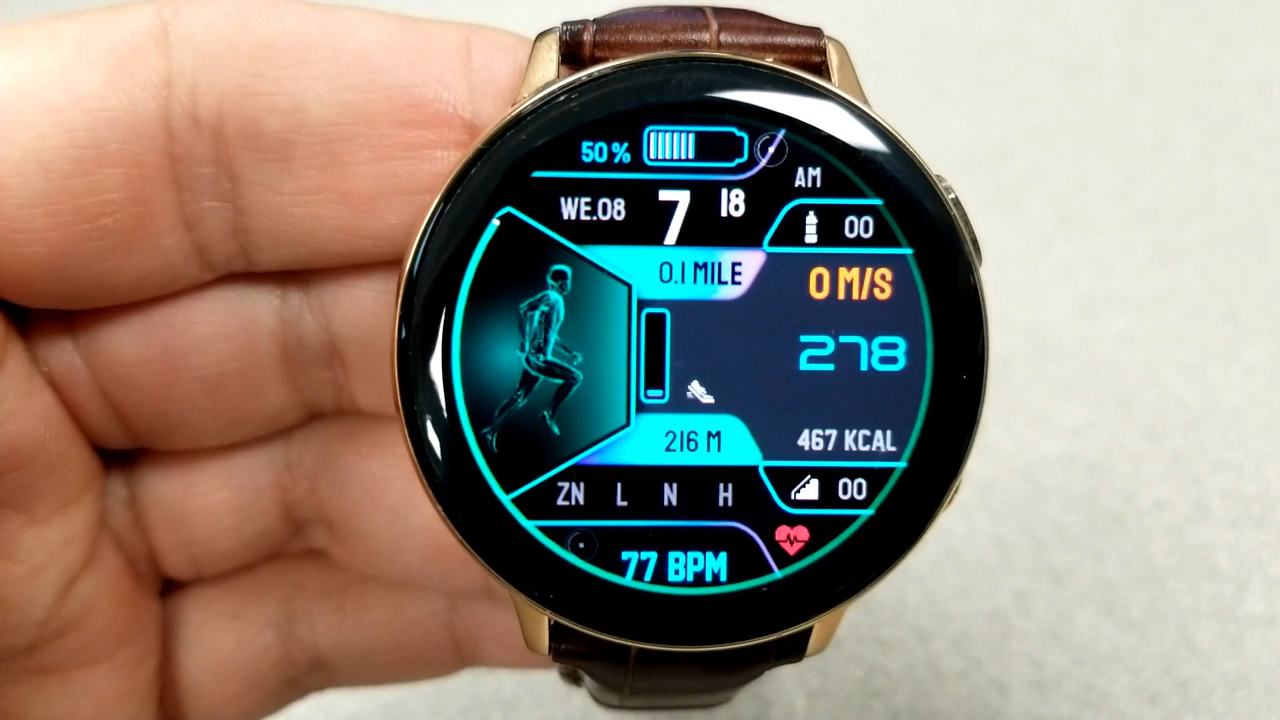 50%
AM
WE.08 7 18
00
0.1 MILE
0 M/S
278
216 M
467 KCAL
ZN L N H
00
77 BPM